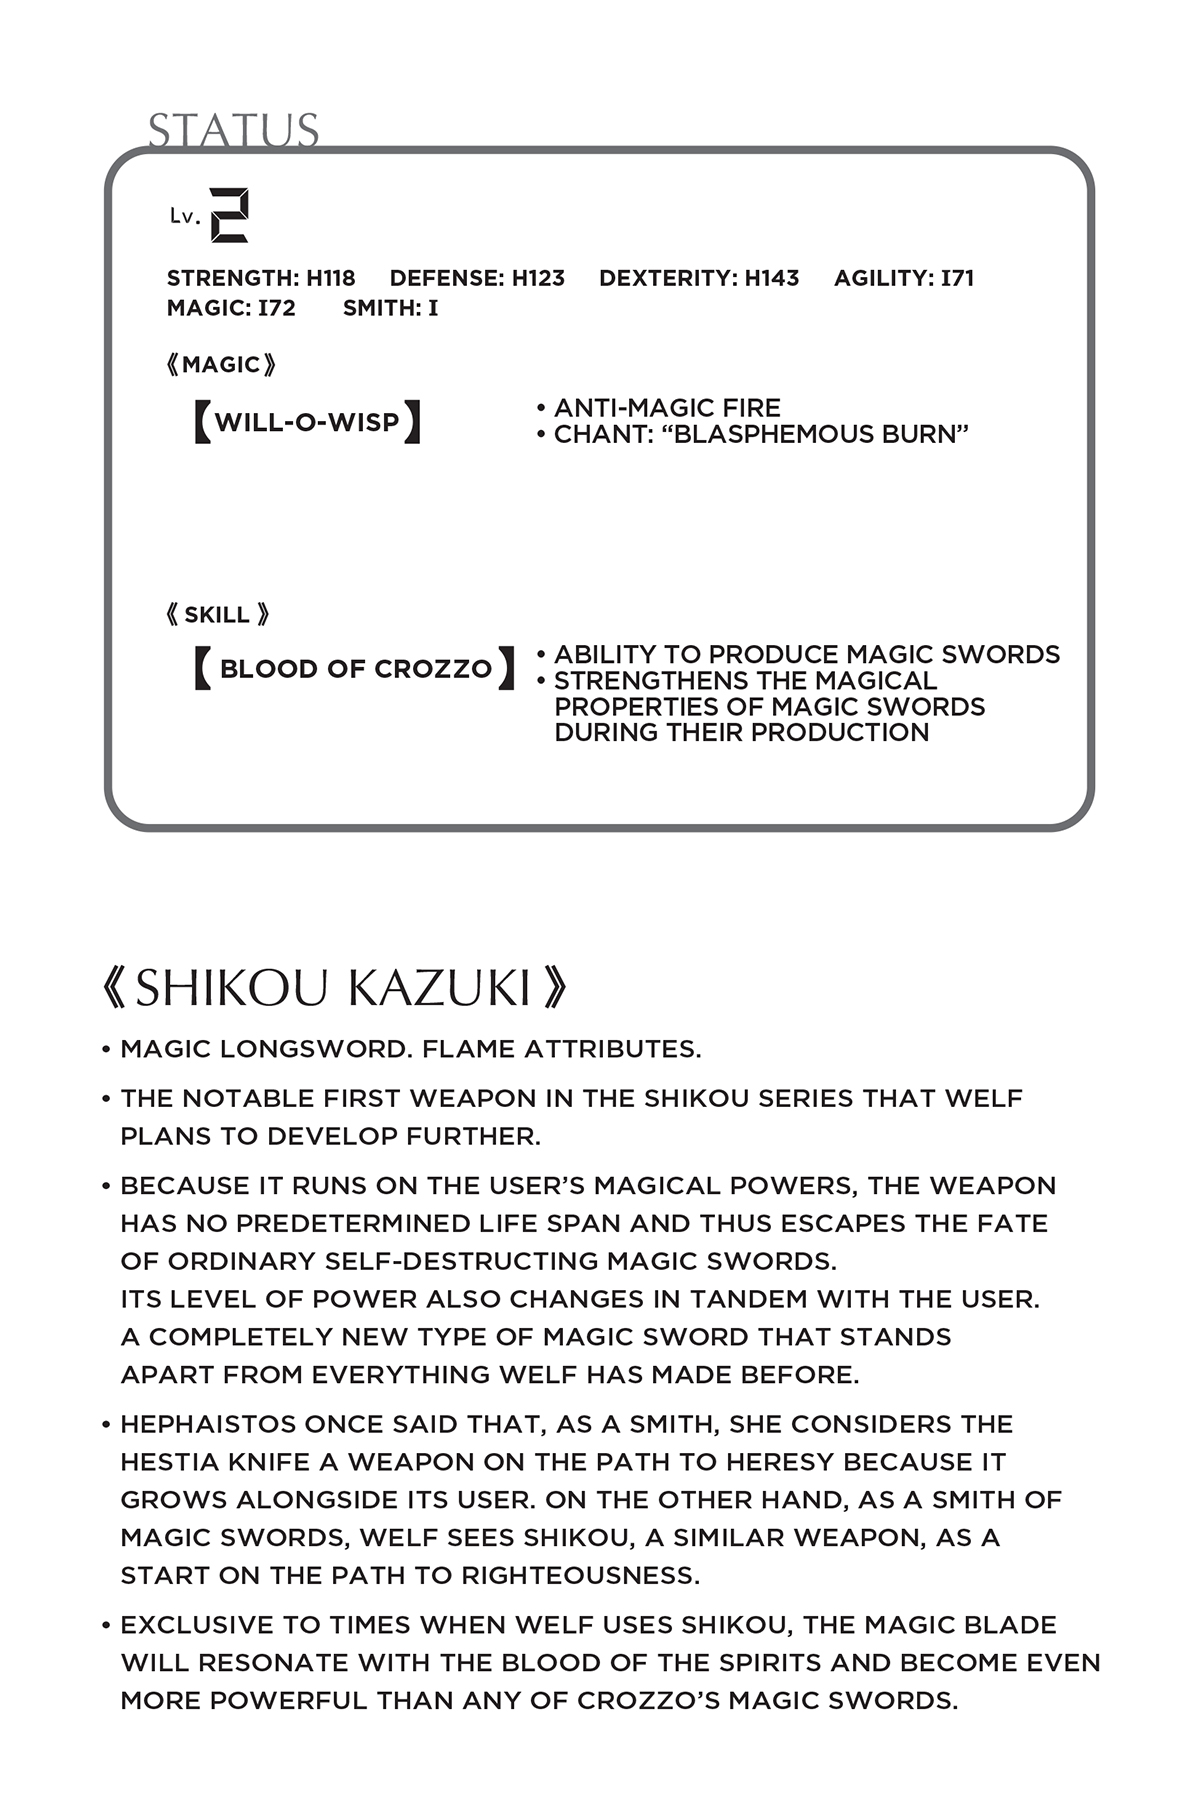 STATUS
Lv. 2
STRENGTH: H118 DEFENSE: H123 DEXTERITY: H143 AGILITY: I71
MAGIC: I72 SMITH: I
《MAGIC》
【WILL-O-WISP】
• ANTI-MAGIC FIRE
• CHANT: “BLASPHEMOUS BURN”
《 SKILL 》
【 BLOOD OF CROZZO 】
• ABILITY TO PRODUCE MAGIC SWORDS
• STRENGTHENS THE MAGICAL
PROPERTIES OF MAGIC SWORDS
DURING THEIR PRODUCTION
《 SHIKOU KAZUKI 》
• MAGIC LONGSWORD. FLAME ATTRIBUTES.
• THE NOTABLE FIRST WEAPON IN THE SHIKOU SERIES THAT WELF
PLANS TO DEVELOP FURTHER.
• BECAUSE IT RUNS ON THE USER’S MAGICAL POWERS, THE WEAPON
HAS NO PREDETERMINED LIFE SPAN AND THUS ESCAPES THE FATE
OF ORDINARY SELF-DESTRUCTING MAGIC SWORDS.
ITS LEVEL OF POWER ALSO CHANGES IN TANDEM WITH THE USER.
A COMPLETELY NEW TYPE OF MAGIC SWORD THAT STANDS
APART FROM EVERYTHING WELF HAS MADE BEFORE.
• HEPHAISTOS ONCE SAID THAT, AS A SMITH, SHE CONSIDERS THE
HESTIA KNIFE A WEAPON ON THE PATH TO HERESY BECAUSE IT
GROWS ALONGSIDE ITS USER. ON THE OTHER HAND, AS A SMITH OF
MAGIC SWORDS, WELF SEES SHIKOU, A SIMILAR WEAPON, AS A
START ON THE PATH TO RIGHTEOUSNESS.
• EXCLUSIVE TO TIMES WHEN WELF USES SHIKOU, THE MAGIC BLADE
WILL RESONATE WITH THE BLOOD OF THE SPIRITS AND BECOME EVEN
MORE POWERFUL THAN ANY OF CROZZO’S MAGIC SWORDS.